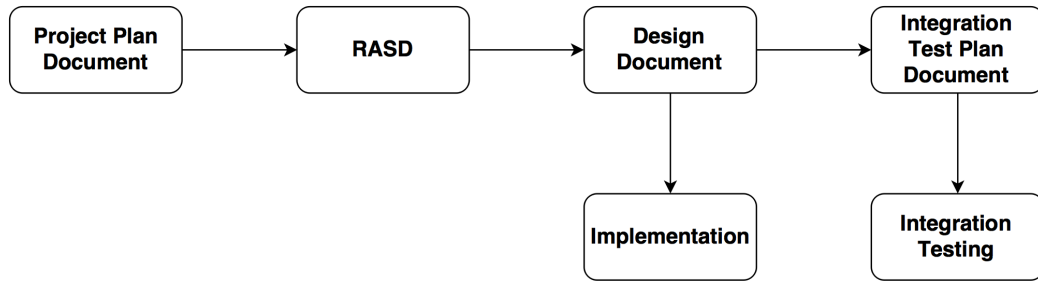 Project Plan
Document
RASD
Design
Document
Integration
Test Plan
Document
Implementation
Integration
Testing